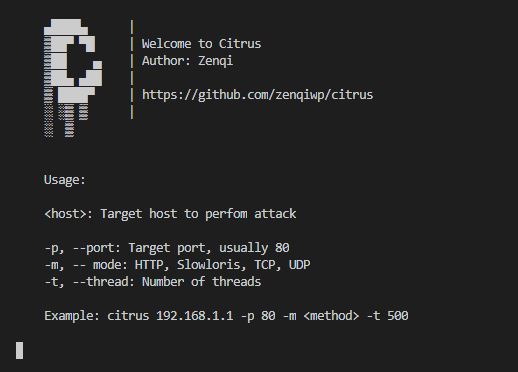 Welcome to Citrus
Author: Zenqi
https://github.com/zenqiwp/citrus
Usage:
<host>: Target host to perfom attack
-p, --port: Target port, usually 80
-m, -- mode: HTTP, Slowloris, TCP, UDP
-t, --thread: Number of threads
Example: citrus 192.168.1.1 -p 80 -m <method> -t 500